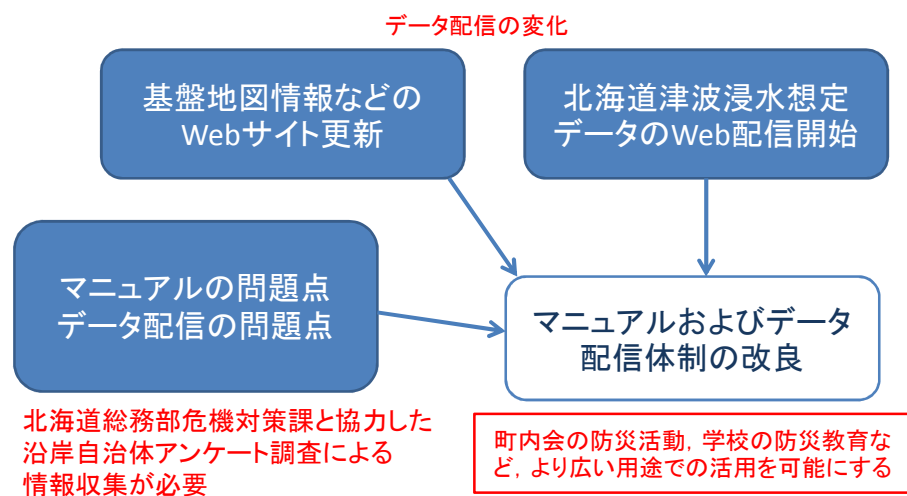 データ配信の変化
基盤地図情報などの
Webサイト更新
北海道津波浸水想定
データのWeb配信開始
マニュアルの問題点
データ配信の問題点
マニュアルおよびデータ
配信体制の改良
北海道総務部危機対策課と協力した
沿岸自治体アンケート調査による
情報収集が必要
町内会の防災活動，学校の防災教育な
ど，より広い用途での活用を可能にする